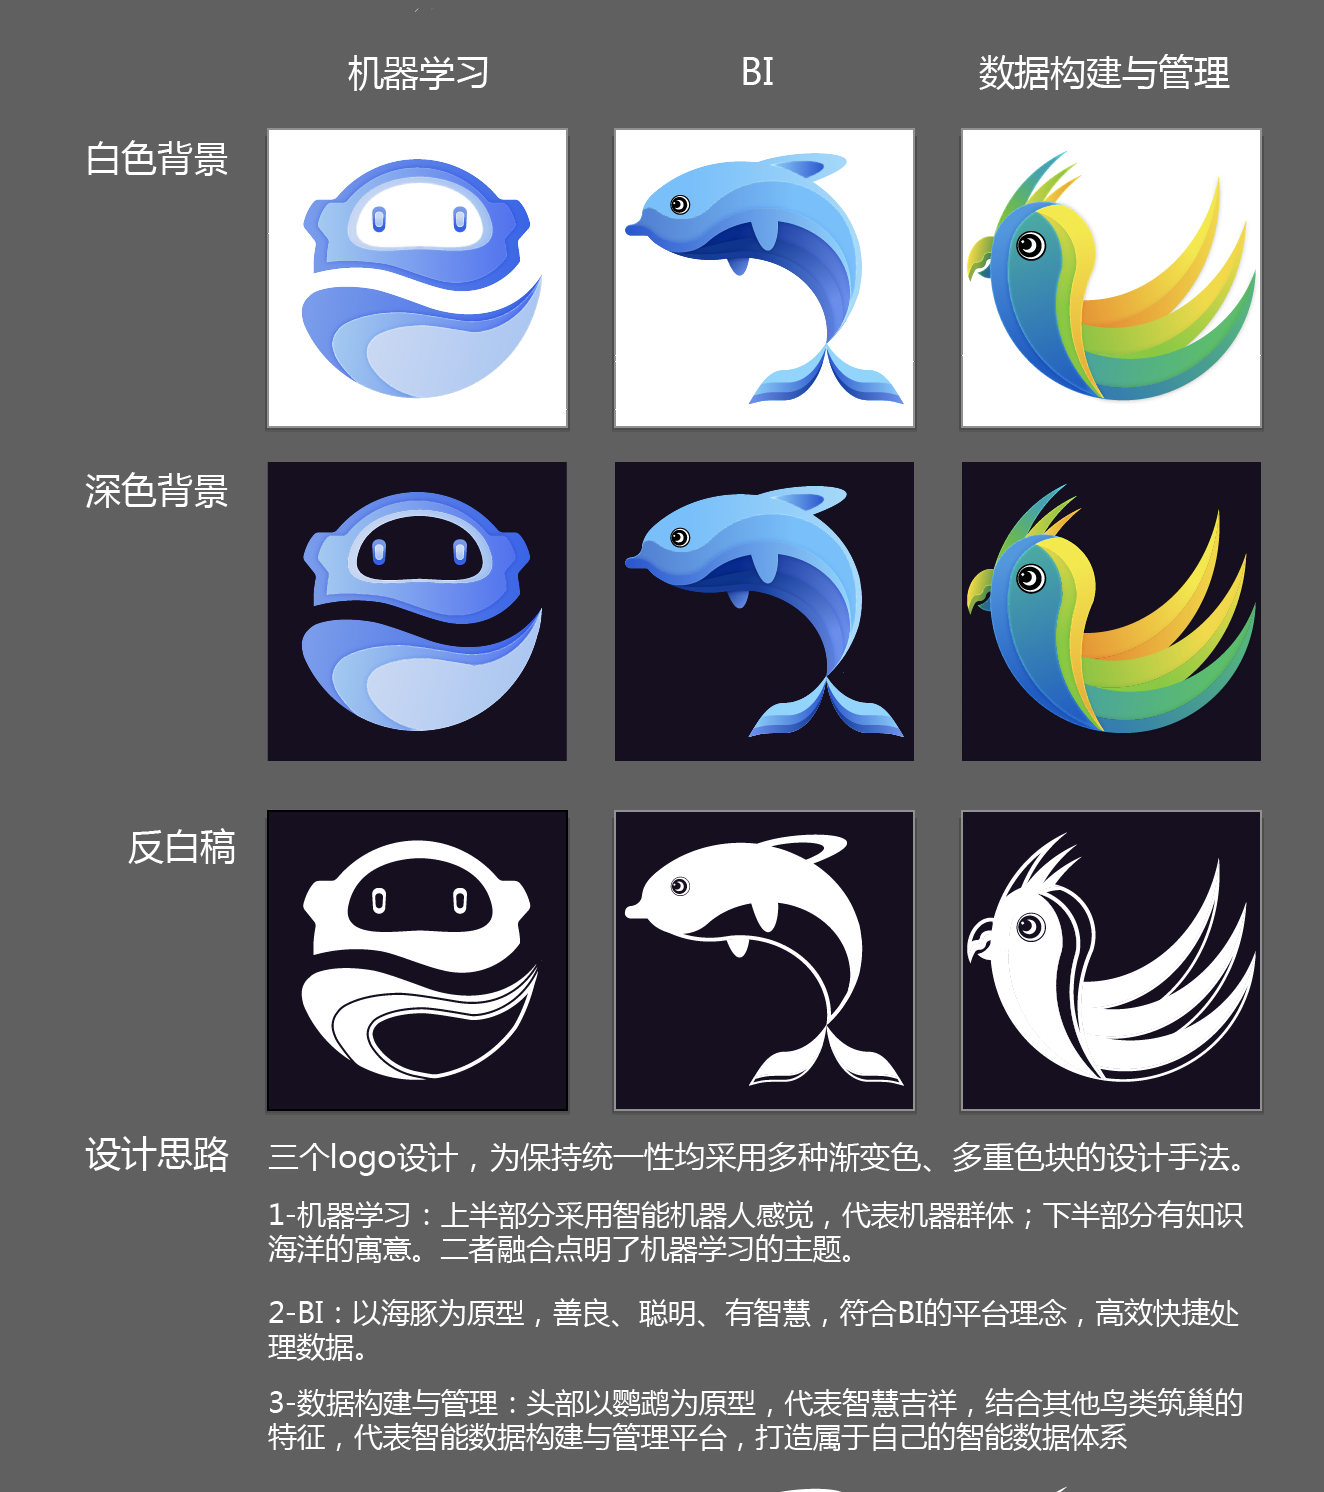 机器学习
BI
数据构建与管理
白色背景
深色背景
反白稿
设计思路
三个logo设计，为保持统一性均采用多种渐变色、多重色块的设计手法。
1-机器学习：上半部分采用智能机器人感觉，代表机器群体；下半部分有知识
海洋的寓意。二者融合点明了机器学习的主题。
2-BI：以海豚为原型，善良、聪明、有智慧，符合BI的平台理念，高效快捷处
理数据。
3-数据构建与管理：头部以鹦鹉为原型，代表智慧吉祥，结合其他鸟类筑巢的
特征，代表智能数据构建与管理平台，打造属于自己的智能数据体系